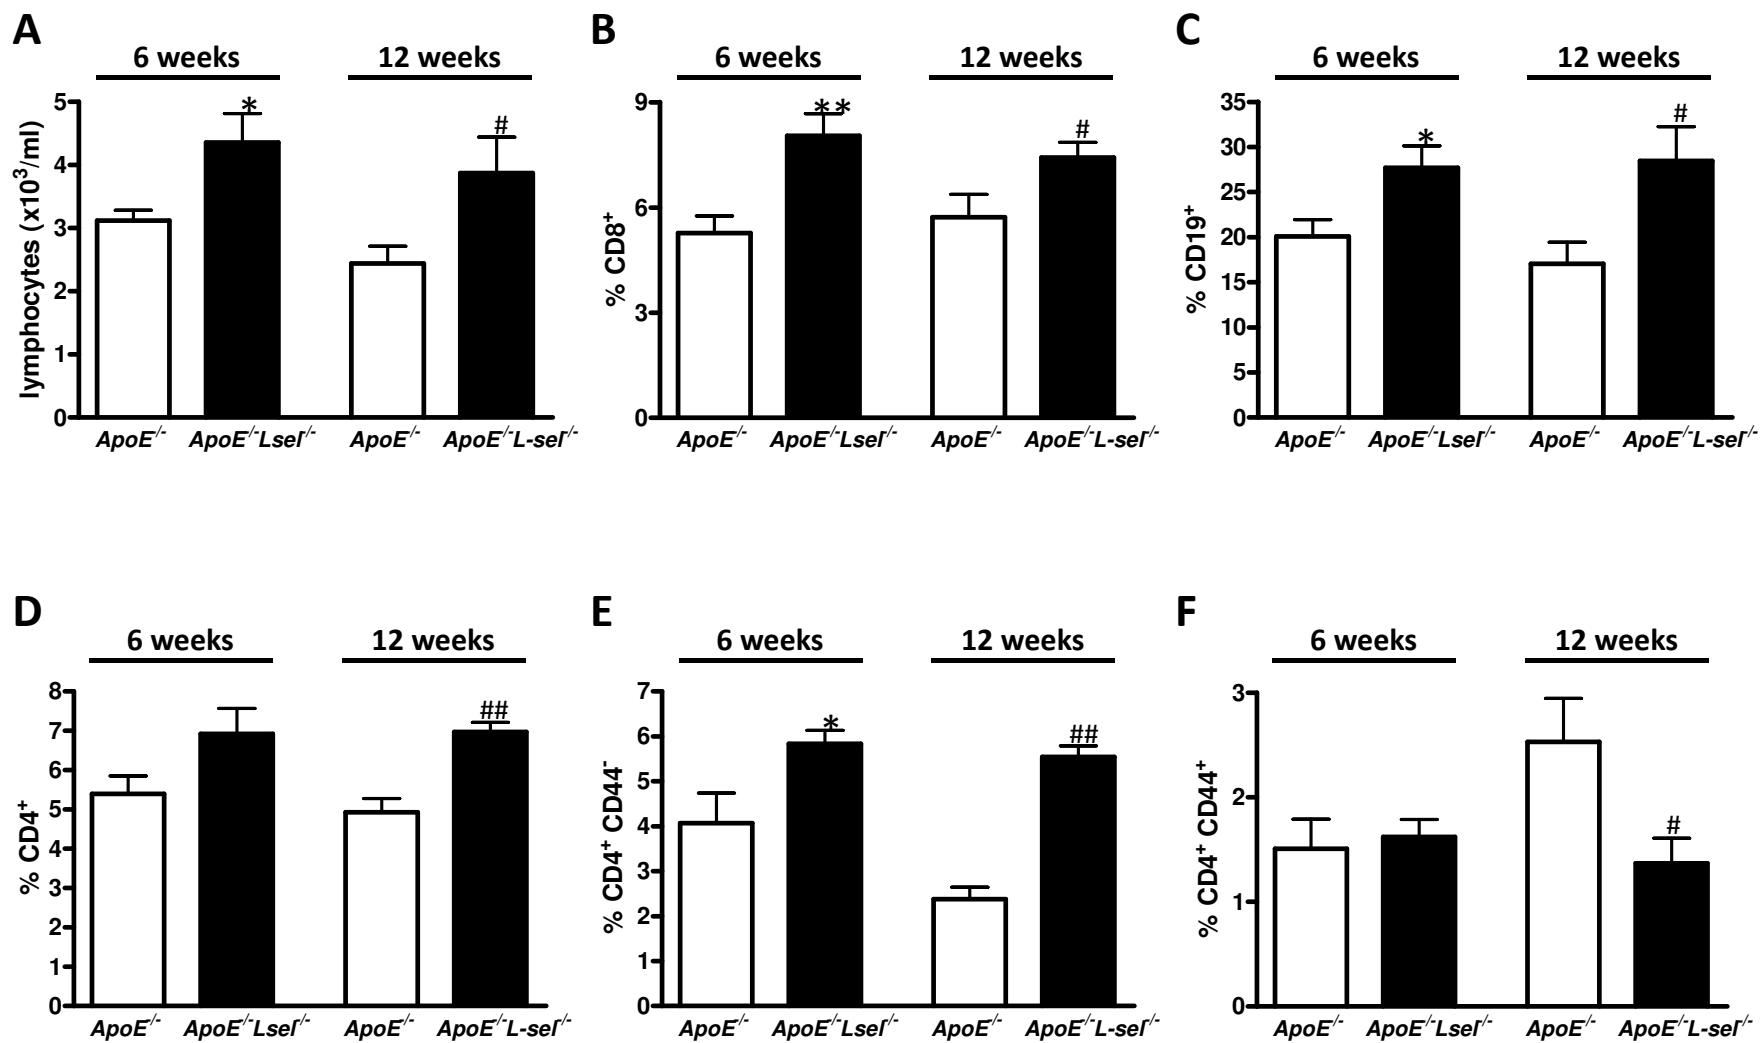 A
6 weeks
12 weeks
lymphocytes (x10³/ml)
5
4
3
2
1
0
*
#
ApoE⁻/⁻
ApoE⁻/⁻Lsel⁻/⁻
ApoE⁻/⁻
ApoE⁻/⁻L-sel⁻/⁻
B
6 weeks
12 weeks
% CD8⁺
9
6
3
0
**
#
ApoE⁻/⁻
ApoE⁻/⁻Lsel⁻/⁻
ApoE⁻/⁻
ApoE⁻/⁻L-sel⁻/⁻
C
6 weeks
12 weeks
% CD19⁺
35
30
25
20
15
10
5
0
*
#
ApoE⁻/⁻
ApoE⁻/⁻Lsel⁻/⁻
ApoE⁻/⁻
ApoE⁻/⁻L-sel⁻/⁻
D
6 weeks
12 weeks
% CD4⁺
8
7
6
5
4
3
2
1
0
##
ApoE⁻/⁻
ApoE⁻/⁻Lsel⁻/⁻
ApoE⁻/⁻
ApoE⁻/⁻L-sel⁻/⁻
E
6 weeks
12 weeks
% CD4⁺ CD44⁻
7
6
5
4
3
2
1
0
*
##
ApoE⁻/⁻
ApoE⁻/⁻Lsel⁻/⁻
ApoE⁻/⁻
ApoE⁻/⁻L-sel⁻/⁻
F
6 weeks
12 weeks
% CD4⁺ CD44⁺
3
2
1
0
#
ApoE⁻/⁻
ApoE⁻/⁻Lsel⁻/⁻
ApoE⁻/⁻
ApoE⁻/⁻L-sel⁻/⁻